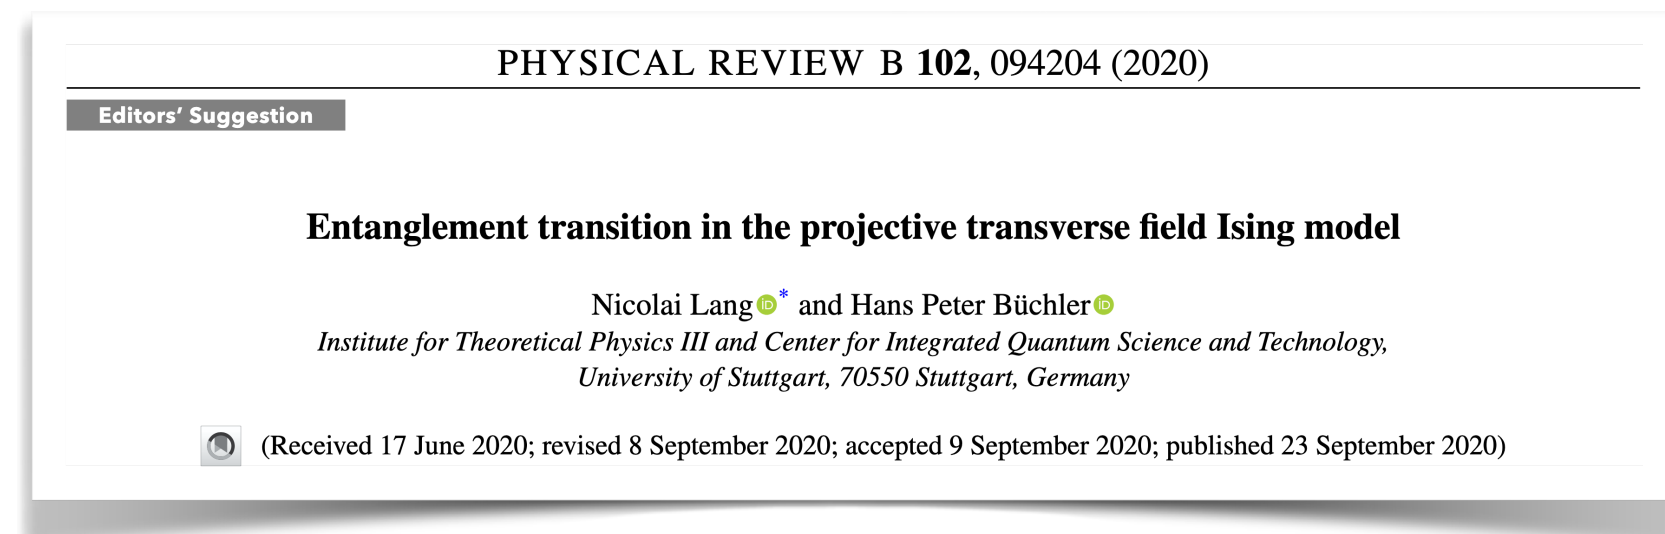 PHYSICAL REVIEW B 102, 094204 (2020)
Editors' Suggestion
Entanglement transition in the projective transverse field Ising model
Nicolai Lang iD * and Hans Peter Büchler iD
Institute for Theoretical Physics III and Center for Integrated Quantum Science and Technology,
University of Stuttgart, 70550 Stuttgart, Germany
(Received 17 June 2020; revised 8 September 2020; accepted 9 September 2020; published 23 September 2020)